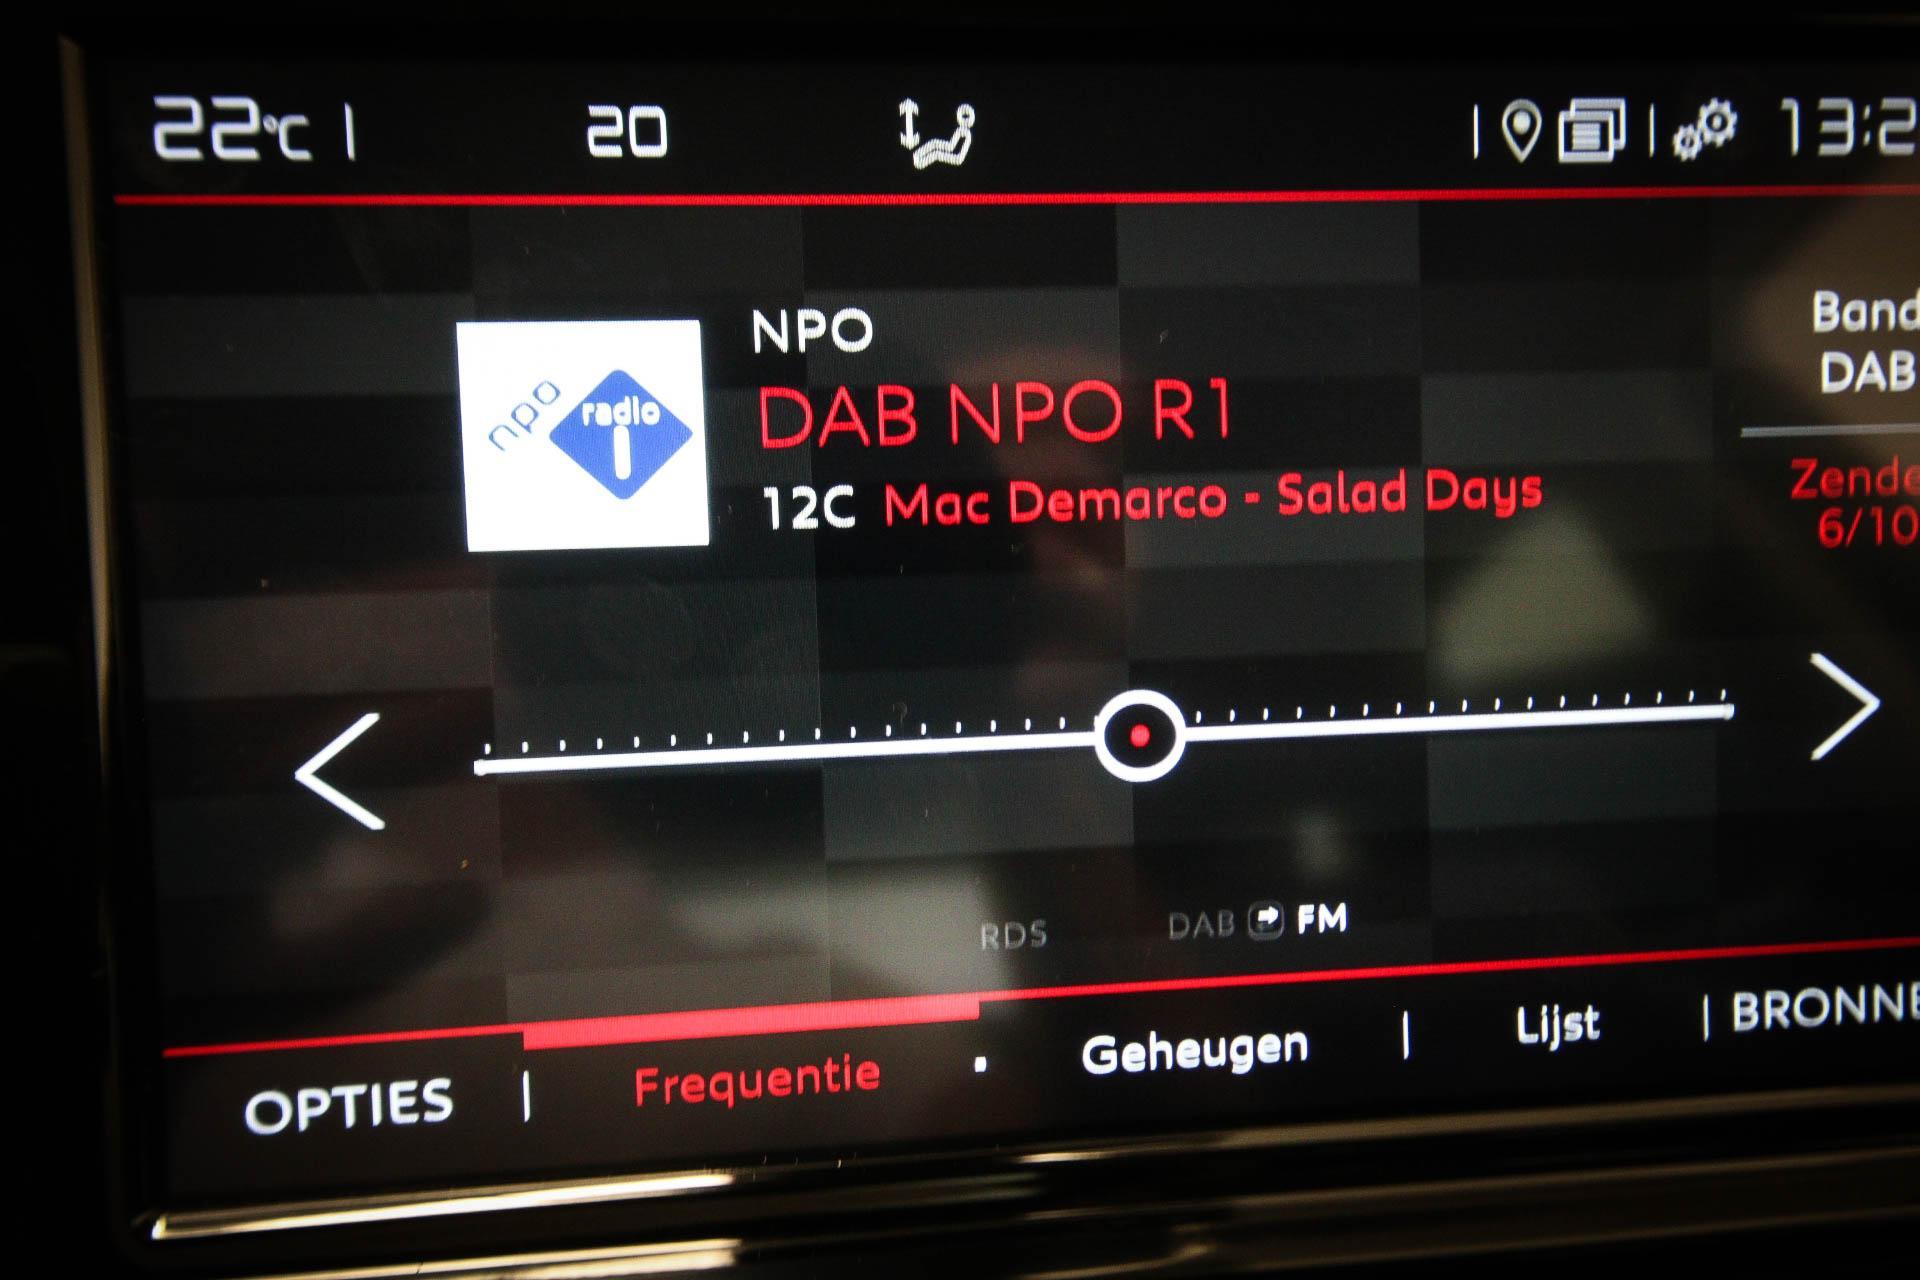 22°C
20
13:2
npo radio 1
NPO
DAB NPO R1
12C Mac Demarco - Salad Days
Band
DAB
Zende
6/10
RDS
DAB FM
OPTIES
Frequentie
Geheugen
Lijst
BRONNE